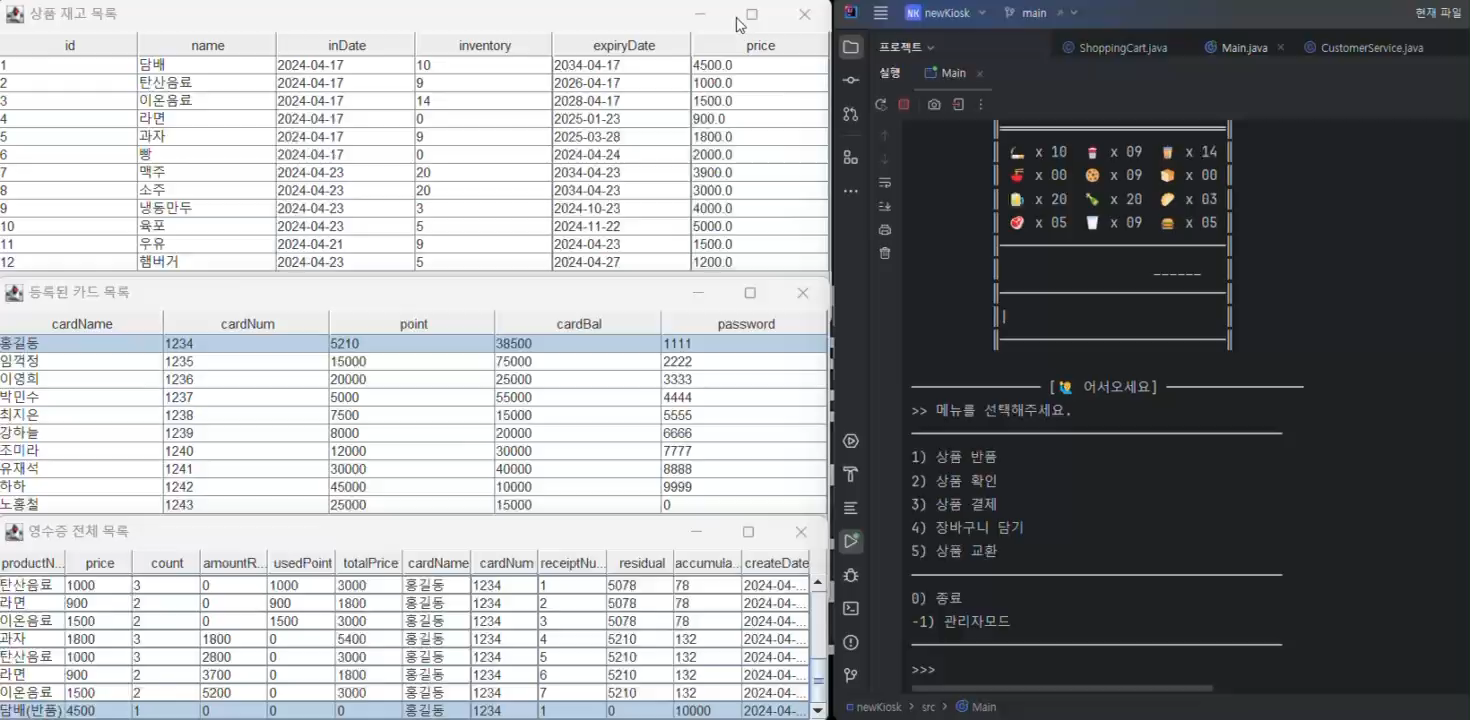 상품 재고 목록
id name inDate inventory expiryDate price
1 담배 2024-04-17 10 2034-04-17 4500.0
2 탄산음료 2024-04-17 9 2026-04-17 1000.0
3 이온음료 2024-04-17 14 2028-04-17 1500.0
4 라면 2024-04-17 0 2025-01-23 900.0
5 과자 2024-04-17 9 2025-03-28 1800.0
6 빵 2024-04-17 0 2024-04-24 2000.0
7 맥주 2024-04-23 20 2034-04-23 3900.0
8 소주 2024-04-23 20 2034-04-23 3000.0
9 냉동만두 2024-04-23 3 2024-10-23 4000.0
10 육포 2024-04-23 5 2024-11-22 5000.0
11 우유 2024-04-21 9 2024-04-23 1500.0
12 햄버거 2024-04-23 5 2024-04-27 1200.0
등록된 카드 목록
cardName cardNum point cardBal password
홍길동 1234 5210 38500 1111
임꺽정 1235 15000 75000 2222
이영희 1236 20000 25000 3333
박민수 1237 5000 55000 4444
최지은 1238 7500 15000 5555
강하늘 1239 8000 20000 6666
조미라 1240 12000 30000 7777
유재석 1241 30000 40000 8888
하하 1242 45000 10000 9999
노홍철 1243 25000 15000 0
영수증 전체 목록
productN... price count amountR... usedPoint totalPrice cardName cardNum receiptNu... residual accumula... createDate
탄산음료 1000 3 0 1000 3000 홍길동 1234 1 5078 78 2024-04-...
라면 900 2 0 900 1800 홍길동 1234 2 5078 78 2024-04-...
이온음료 1500 2 0 1500 3000 홍길동 1234 3 5078 78 2024-04-...
과자 1800 3 1800 0 5400 홍길동 1234 4 5210 132 2024-04-...
탄산음료 1000 3 2800 0 3000 홍길동 1234 5 5210 132 2024-04-...
라면 900 2 3700 0 1800 홍길동 1234 6 5210 132 2024-04-...
이온음료 1500 2 5200 0 3000 홍길동 1234 7 5210 132 2024-04-...
담배(반품) 4500 1 0 0 0 홍길동 1234 1 0 10000 2024-04-...
NK newKiosk main 현재 파일
프로젝트 ShoppingCart.java Main.java CustomerService.java
실행 Main
x 10 x 09 x 14
x 00 x 09 x 00
x 20 x 20 x 03
x 05 x 09 x 05
------
[🙋 어서오세요]
>> 메뉴를 선택해주세요.
1) 상품 반품
2) 상품 확인
3) 상품 결제
4) 장바구니 담기
5) 상품 교환
0) 종료
-1) 관리자모드
>>>
newKiosk > src > Main